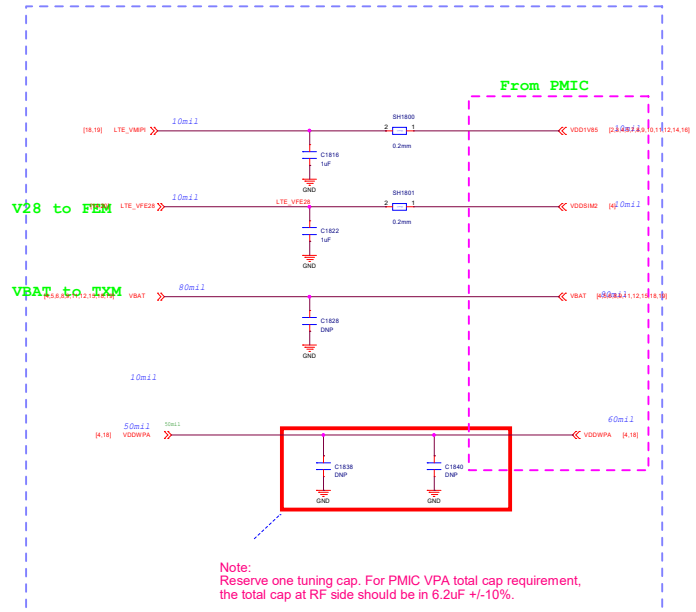 From PMIC
10mil
SH1800
[18,19] LTE_VMIPI
2
1
VDD1V85
C1816
1uF
0.2mm
GND
10mil
SH1801
V28 to FEM
LTE_VFE28
LTE_VFE28
2
1
VDDSIM2 [4]
10mil
C1822
1uF
0.2mm
GND
80mil
VBAT to TXM
VBAT
VBAT
C1828
DNP
GND
10mil
50mil
50mil
60mil
[4,18] VDDWPA
VDDWPA [4,18]
C1838
DNP
C1840
DNP
GND
GND
Note:
Reserve one tuning cap. For PMIC VPA total cap requirement,
the total cap at RF side should be in 6.2uF +/-10%.